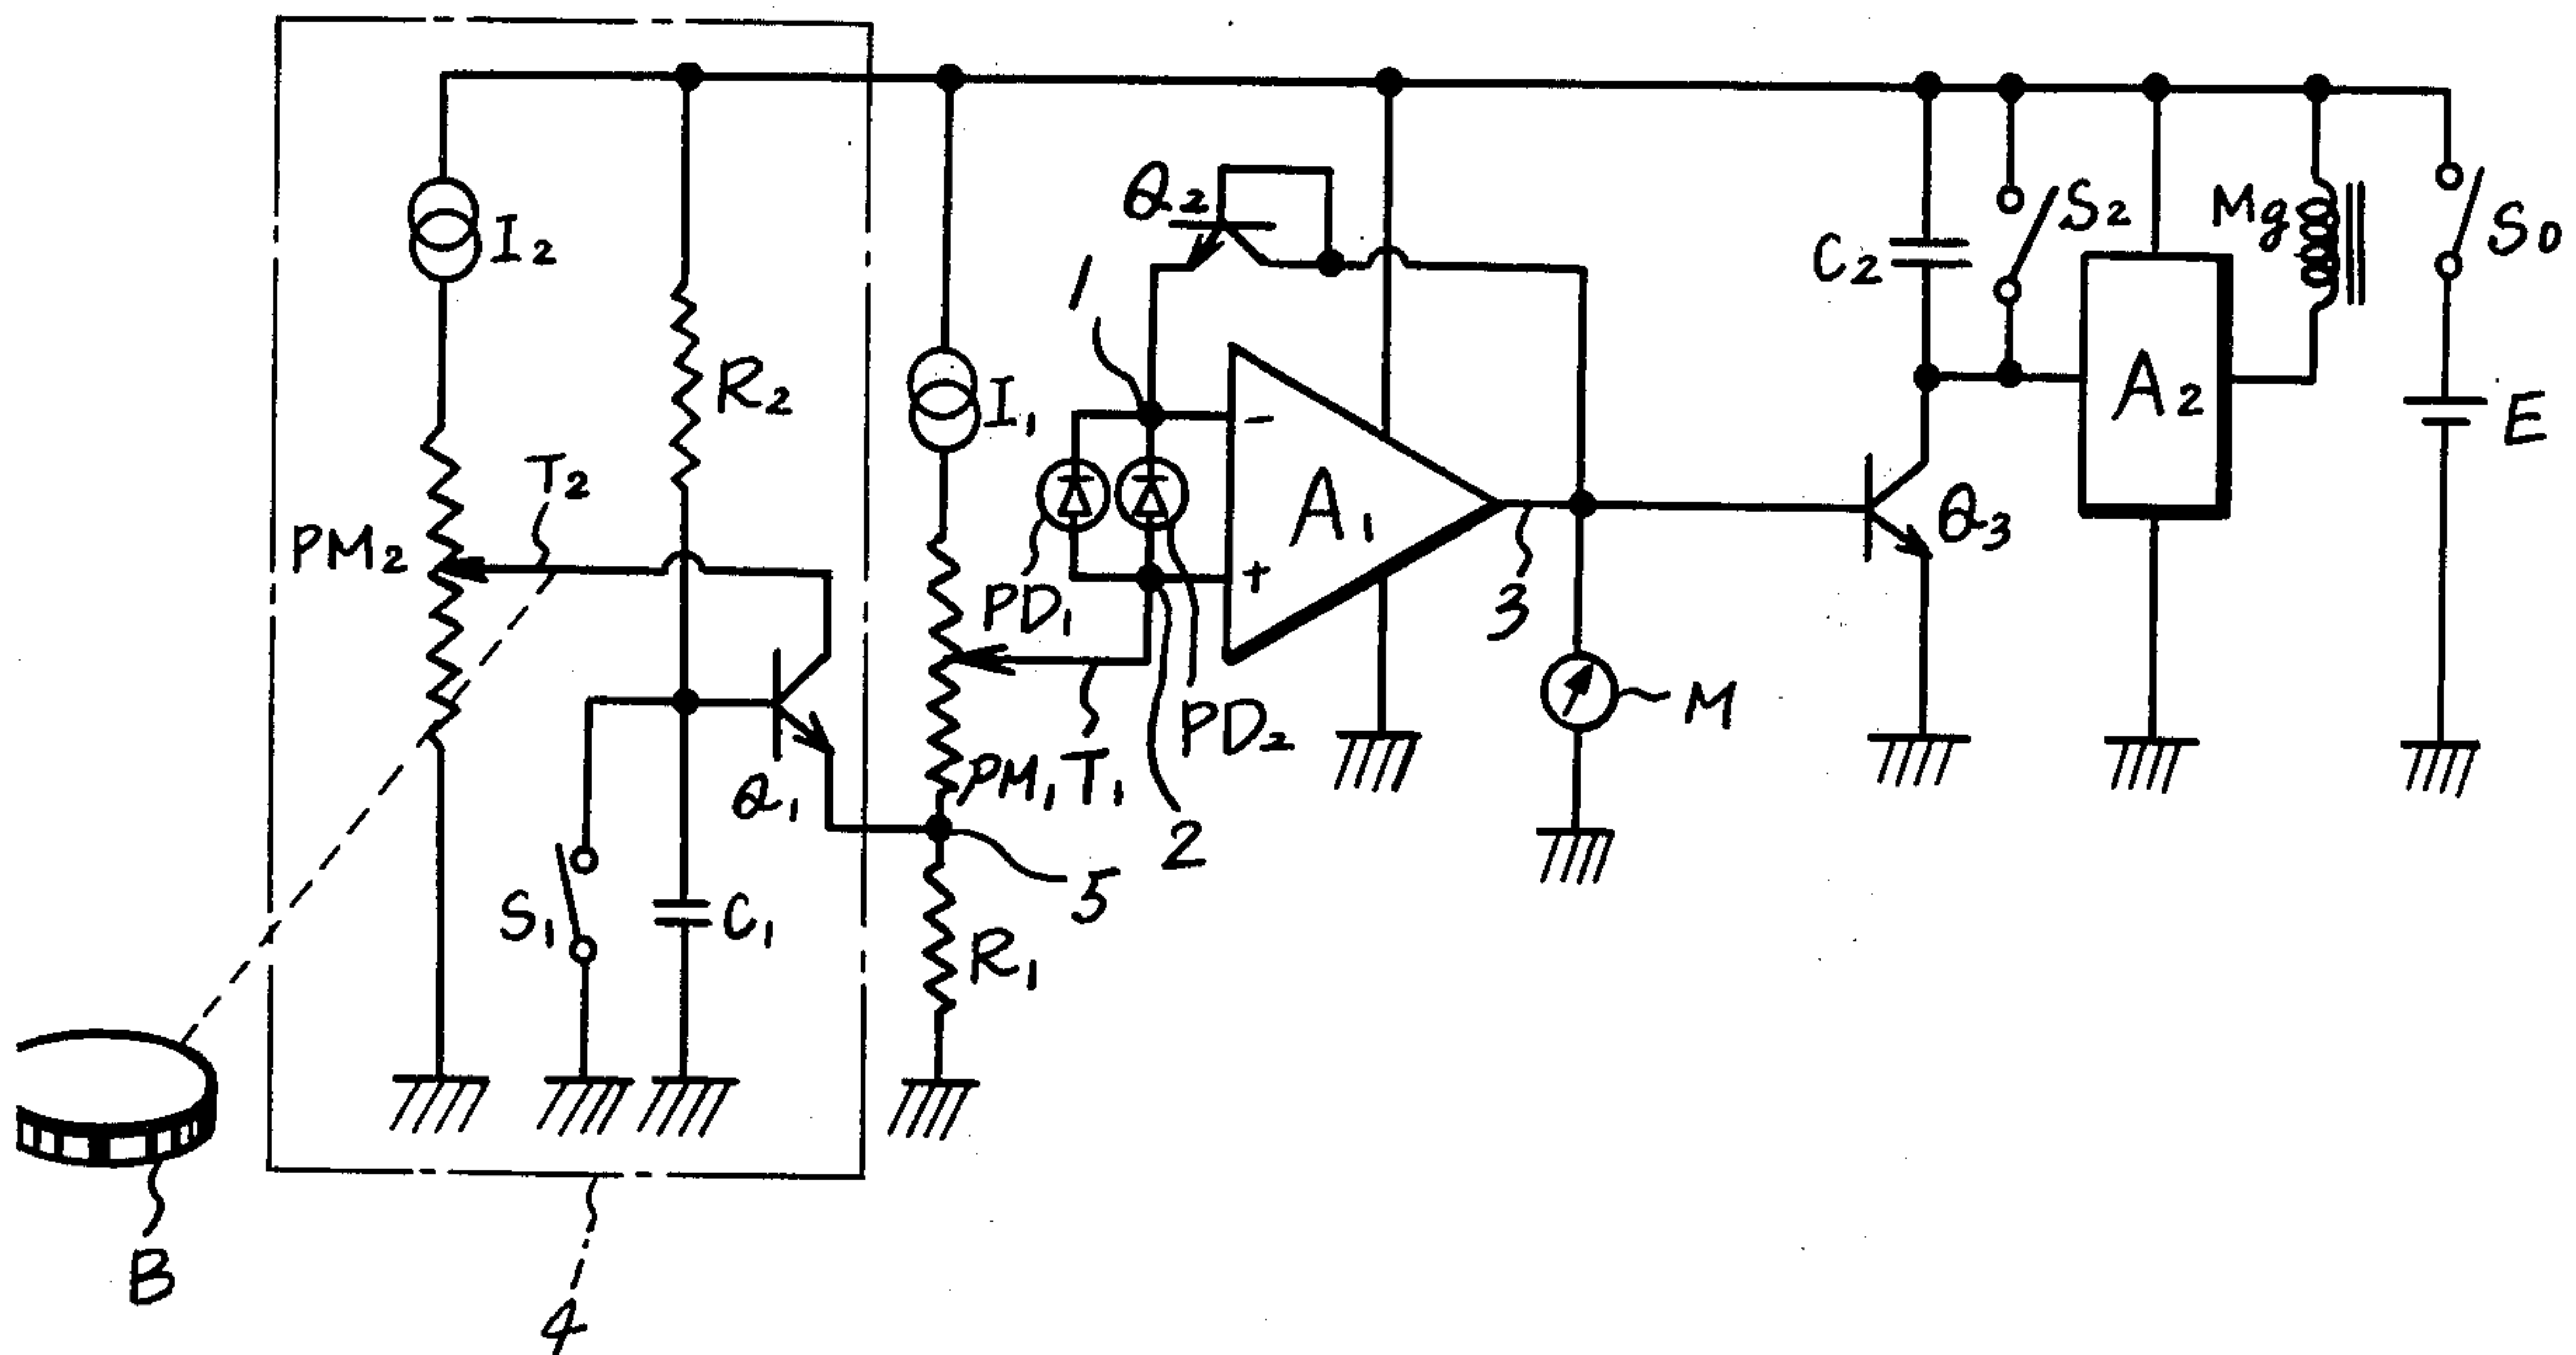 I₂
R₂
T₂
PM₂
Q₁
S₁
C₁
B
4
I₁
PM₁
T₁
5
R₁
Q₂
1
-
+
A₁
PD₁
PD₂
2
3
M
C₂
S₂
Mg
S₀
A₂
Q₃
E